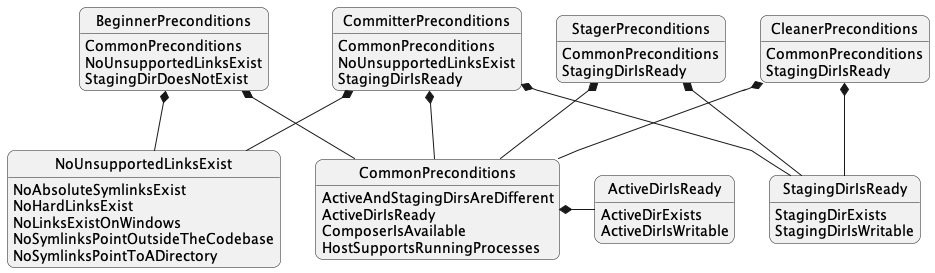 BeginnerPreconditions
CommonPreconditions
NoUnsupportedLinksExist
StagingDirDoesNotExist
CommitterPreconditions
CommonPreconditions
NoUnsupportedLinksExist
StagingDirIsReady
StagerPreconditions
CommonPreconditions
StagingDirIsReady
CleanerPreconditions
CommonPreconditions
StagingDirIsReady
NoUnsupportedLinksExist
NoAbsoluteSymlinksExist
NoHardLinksExist
NoLinksExistOnWindows
NoSymlinksPointOutsideTheCodebase
NoSymlinksPointToADirectory
CommonPreconditions
ActiveAndStagingDirsAreDifferent
ActiveDirIsReady
ComposerIsAvailable
HostSupportsRunningProcesses
ActiveDirIsReady
ActiveDirExists
ActiveDirIsWritable
StagingDirIsReady
StagingDirExists
StagingDirIsWritable